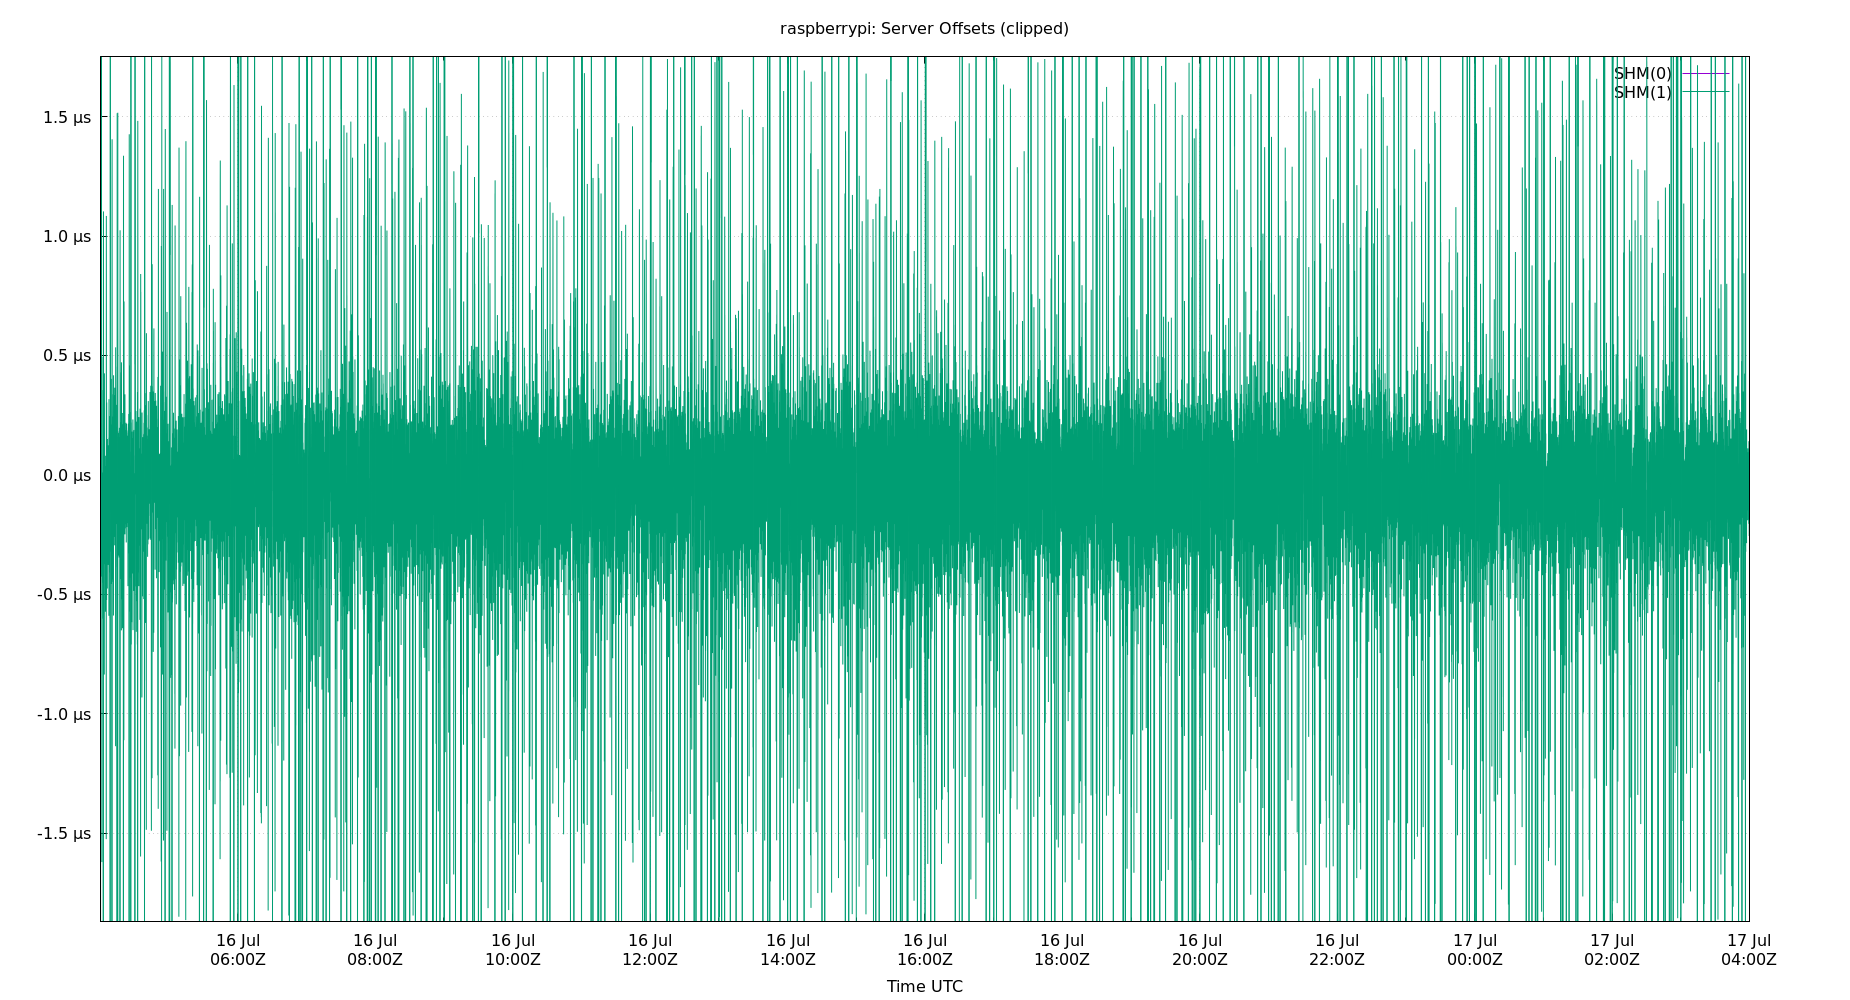 raspberrypi: Server Offsets (clipped)
SHM(0)
SHM(1)
1.5 µs
1.0 µs
0.5 µs
0.0 µs
-0.5 µs
-1.0 µs
-1.5 µs
16 Jul 16 Jul 16 Jul 16 Jul 16 Jul 16 Jul 16 Jul 16 Jul 16 Jul 17 Jul 17 Jul 17 Jul
06:00Z 08:00Z 10:00Z 12:00Z 14:00Z 16:00Z 18:00Z 20:00Z 22:00Z 00:00Z 02:00Z 04:00Z
Time UTC